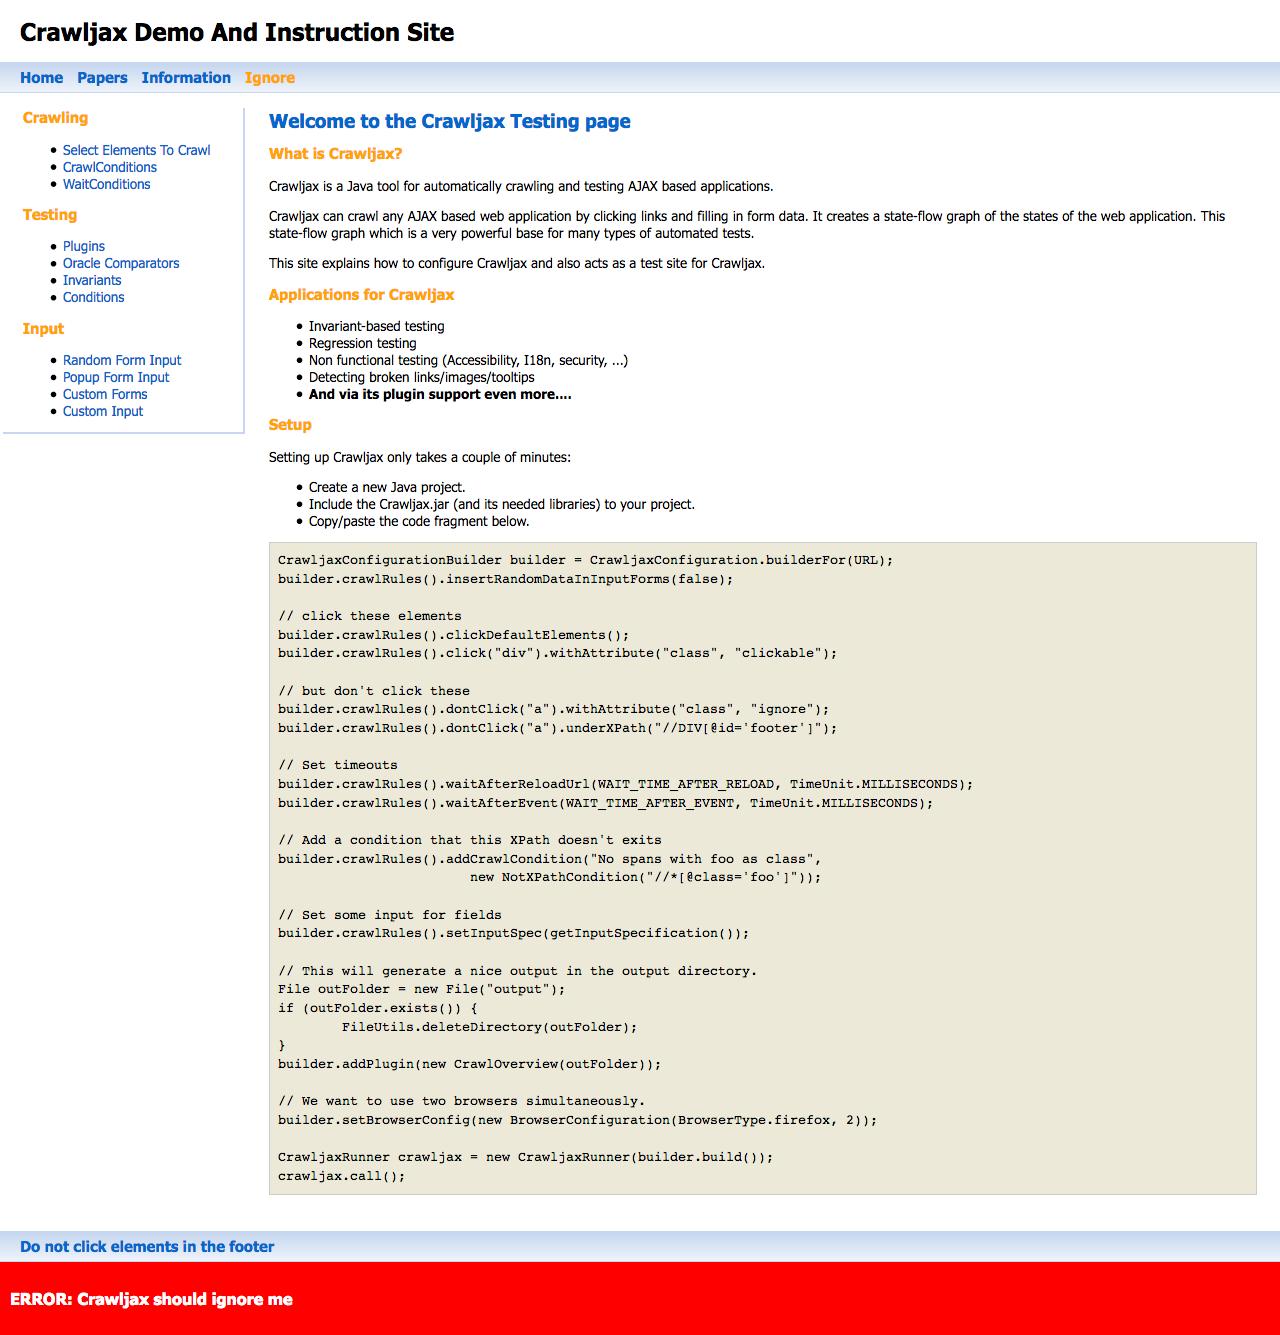 Crawljax Demo And Instruction Site
Home Papers Information Ignore
Crawling
Select Elements To Crawl
CrawlConditions
WaitConditions
Testing
Plugins
Oracle Comparators
Invariants
Conditions
Input
Random Form Input
Popup Form Input
Custom Forms
Custom Input
Welcome to the Crawljax Testing page
What is Crawljax?
Crawljax is a Java tool for automatically crawling and testing AJAX based applications.
Crawljax can crawl any AJAX based web application by clicking links and filling in form data. It creates a state-flow graph of the states of the web application. This
state-flow graph which is a very powerful base for many types of automated tests.
This site explains how to configure Crawljax and also acts as a test site for Crawljax.
Applications for Crawljax
Invariant-based testing
Regression testing
Non functional testing (Accessibility, I18n, security, ...)
Detecting broken links/images/tooltips
And via its plugin support even more....
Setup
Setting up Crawljax only takes a couple of minutes:
Create a new Java project.
Include the Crawljax.jar (and its needed libraries) to your project.
Copy/paste the code fragment below.
CrawljaxConfigurationBuilder builder = CrawljaxConfiguration.builderFor(URL);
builder.crawlRules().insertRandomDataInInputForms(false);
// click these elements
builder.crawlRules().clickDefaultElements();
builder.crawlRules().click("div").withAttribute("class", "clickable");
// but don't click these
builder.crawlRules().dontClick("a").withAttribute("class", "ignore");
builder.crawlRules().dontClick("a").underXPath("//DIV[@id='footer']");
// Set timeouts
builder.crawlRules().waitAfterReloadUrl(WAIT_TIME_AFTER_RELOAD, TimeUnit.MILLISECONDS);
builder.crawlRules().waitAfterEvent(WAIT_TIME_AFTER_EVENT, TimeUnit.MILLISECONDS);
// Add a condition that this XPath doesn't exits
builder.crawlRules().addCrawlCondition("No spans with foo as class",
new NotXPathCondition("//*[@class='foo']"));
// Set some input for fields
builder.crawlRules().setInputSpec(getInputSpecification());
// This will generate a nice output in the output directory.
File outFolder = new File("output");
if (outFolder.exists()) {
FileUtils.deleteDirectory(outFolder);
}
builder.addPlugin(new CrawlOverview(outFolder));
// We want to use two browsers simultaneously.
builder.setBrowserConfig(new BrowserConfiguration(BrowserType.firefox, 2));
CrawljaxRunner crawljax = new CrawljaxRunner(builder.build());
crawljax.call();
Do not click elements in the footer
ERROR: Crawljax should ignore me